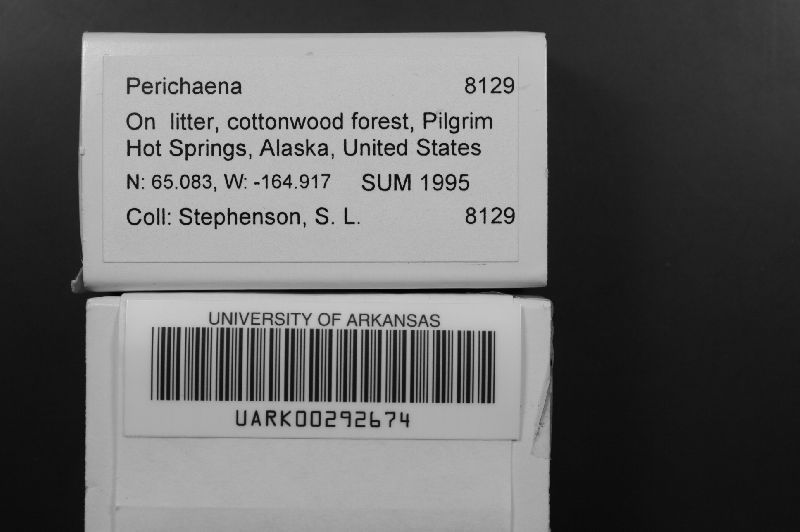 Perichaena 8129
On litter, cottonwood forest, Pilgrim
Hot Springs, Alaska, United States
N: 65.083, W: -164.917 SUM 1995
Coll: Stephenson, S. L. 8129
UNIVERSITY OF ARKANSAS
UARK00292674